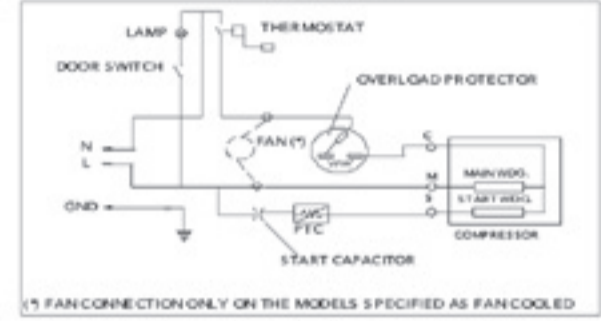 LAMP
THERMOSTAT
DOOR SWITCH
OVERLOAD PROTECTOR
N
FAN (*)
C
L
M
MAIN WDG.
S
START WDG.
GND
PTC
COMPRESSOR
START CAPACITOR
(*) FAN CONNECTION ONLY ON THE MODELS SPECIFIED AS FAN COOLED